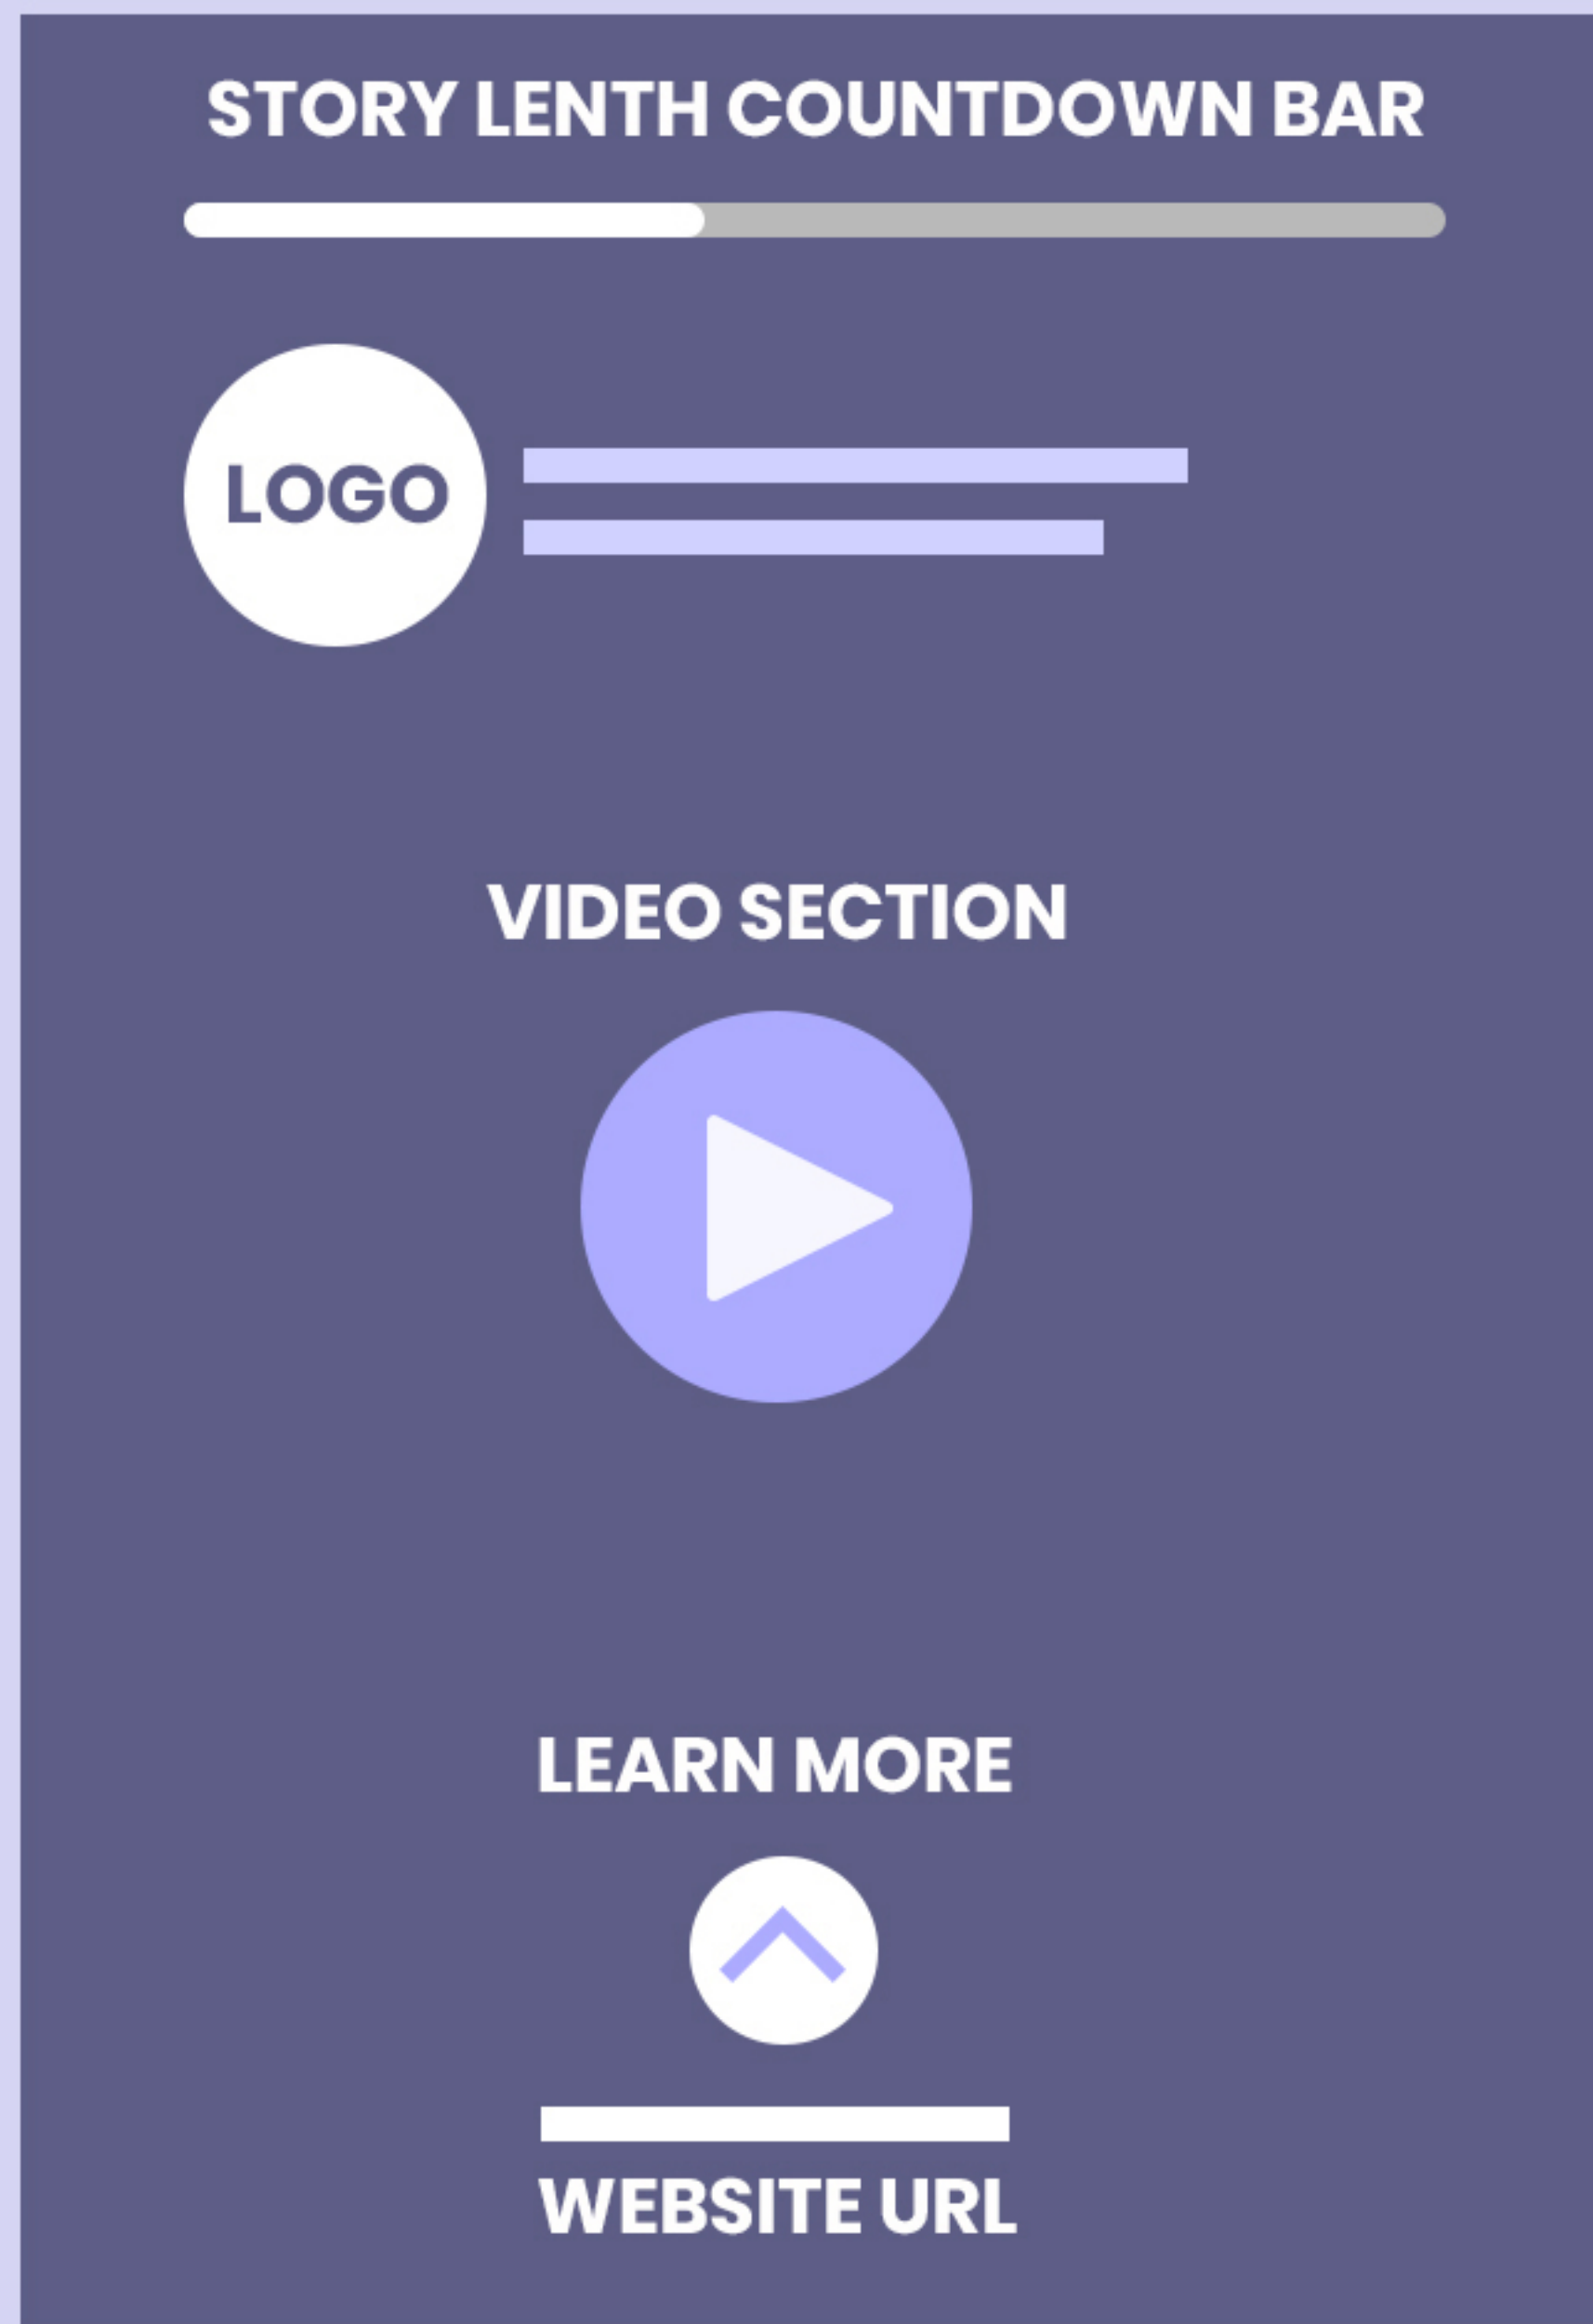 STORY LENTH COUNTDOWN BAR
LOGO
VIDEO SECTION
LEARN MORE
WEBSITE URL